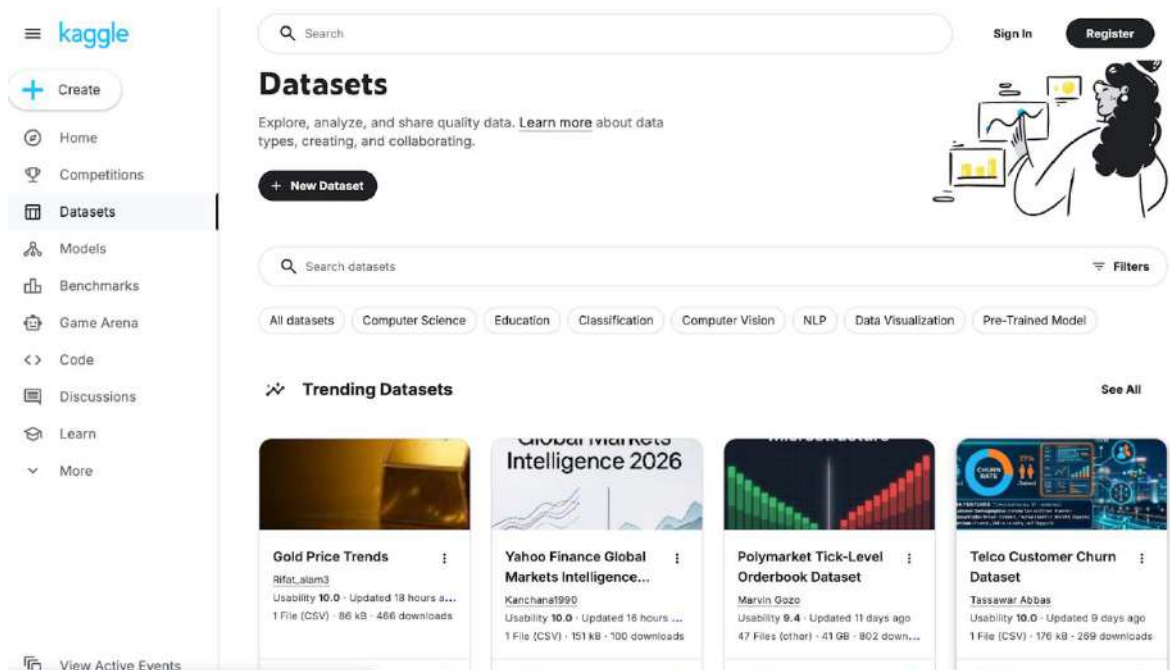 kaggle
Search
Sign In
Register
Create
Home
Competitions
Datasets
Models
Benchmarks
Game Arena
Code
Discussions
Learn
More
View Active Events
Datasets
Explore, analyze, and share quality data. Learn more about data
types, creating, and collaborating.
+ New Dataset
Search datasets
Filters
All datasets
Computer Science
Education
Classification
Computer Vision
NLP
Data Visualization
Pre-Trained Model
Trending Datasets
See All
Gold Price Trends
Rifat_alam3
Usability 10.0 · Updated 18 hours a...
1 File (CSV) · 86 kB · 466 downloads
Global Markets
Intelligence 2026
Yahoo Finance Global
Markets Intelligence...
Kanchana1990
Usability 10.0 · Updated 16 hours ...
1 File (CSV) · 151 kB · 100 downloads
Polymarket Tick-Level
Orderbook Dataset
Marvin Gozo
Usability 9.4 · Updated 11 days ago
47 Files (other) · 41 GB · 802 down...
CHURN
RATE
27%
Telco Customer Churn
Dataset
Tassawar Abbas
Usability 10.0 · Updated 9 days ago
1 File (CSV) · 176 kB · 269 downloads